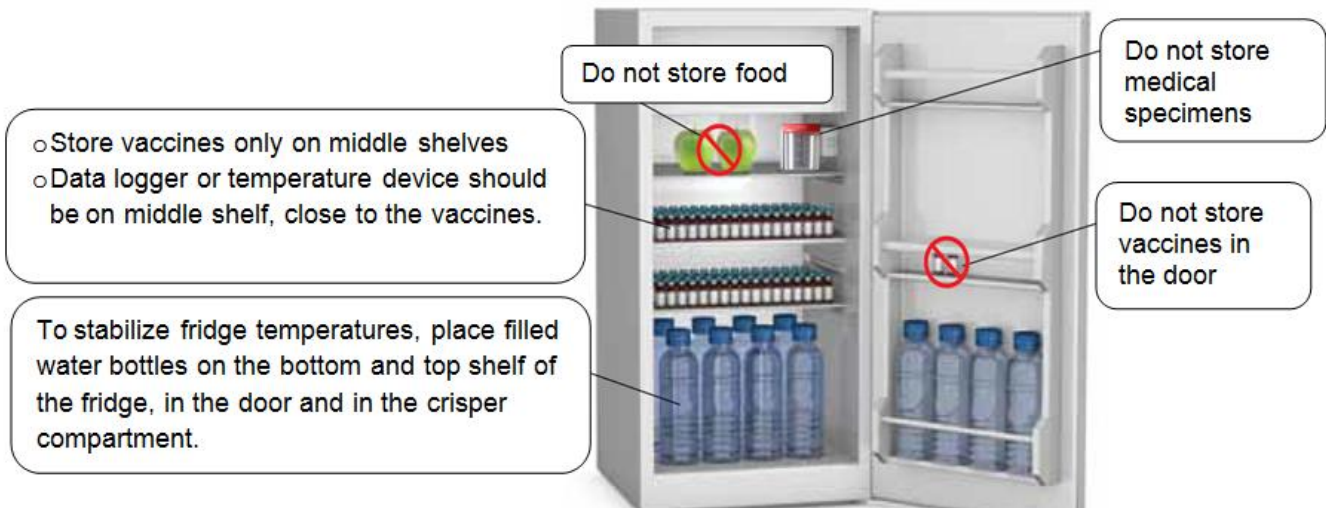 Do not store food
Do not store
medical
specimens
o Store vaccines only on middle shelves
o Data logger or temperature device should
be on middle shelf, close to the vaccines.
Do not store
vaccines in
the door
To stabilize fridge temperatures, place filled
water bottles on the bottom and top shelf of
the fridge, in the door and in the crisper
compartment.